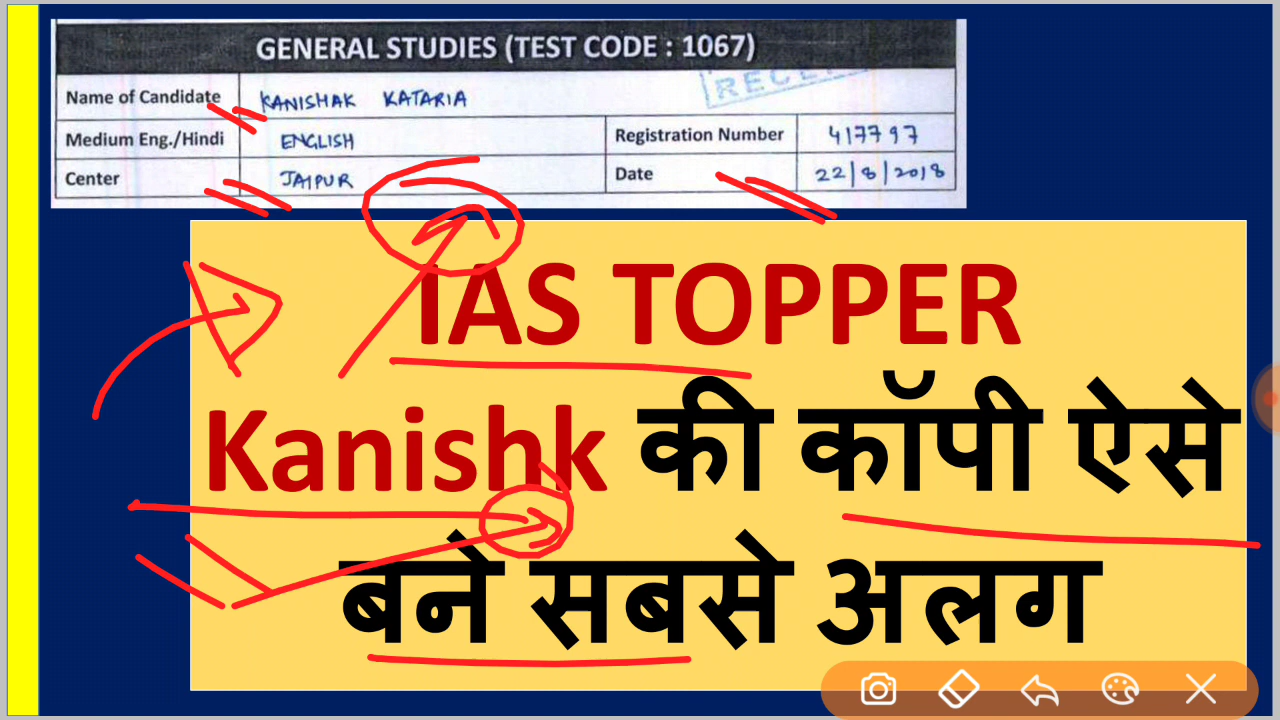 GENERAL STUDIES (TEST CODE : 1067)
Name of Candidate KANISHAK KATARIA
Medium Eng./Hindi ENGLISH Registration Number 417797
Center JAIPUR Date 22/8/2018
IAS TOPPER
Kanishk की कॉपी ऐसे
बने सबसे अलग